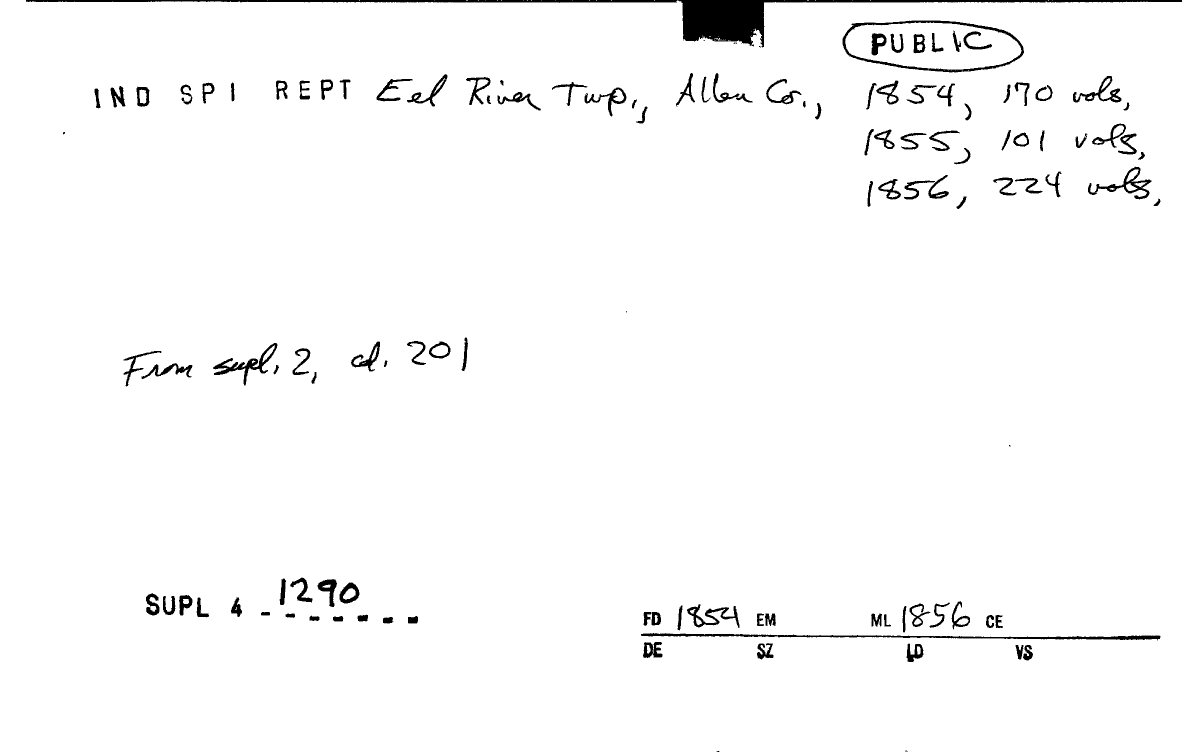 PUBLIC
IND SPI REPT Eel River Twp., Allen Co., 1854, 170 vols,
1855, 101 vols,
1856, 224 vols,
From supl. 2, cd. 201
SUPL 4 - 1290
FD 1854 EM ML 1856 CE
DE SZ LD VS